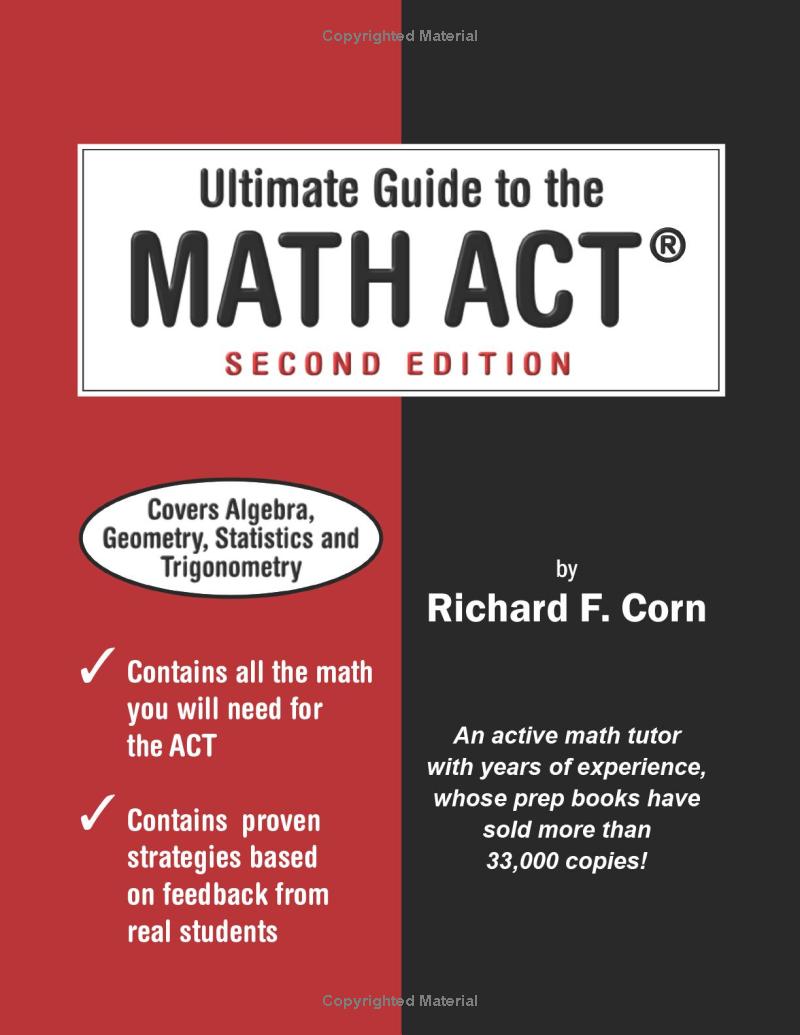 Copyrighted Material
Ultimate Guide to the
MATH ACT®
SECOND EDITION
Covers Algebra,
Geometry, Statistics and
Trigonometry
✓ Contains all the math
you will need for
the ACT
✓ Contains proven
strategies based
on feedback from
real students
by
Richard F. Corn
An active math tutor
with years of experience,
whose prep books have
sold more than
33,000 copies!
Copyrighted Material